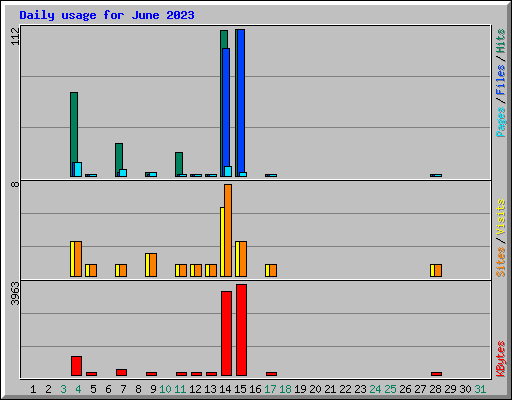 Daily usage for June 2023
112
Pages/Files/Hits
8
Sites/Visits
3963
KBytes
1 2 3 4 5 6 7 8 9 10 11 12 13 14 15 16 17 18 19 20 21 22 23 24 25 26 27 28 29 30 31